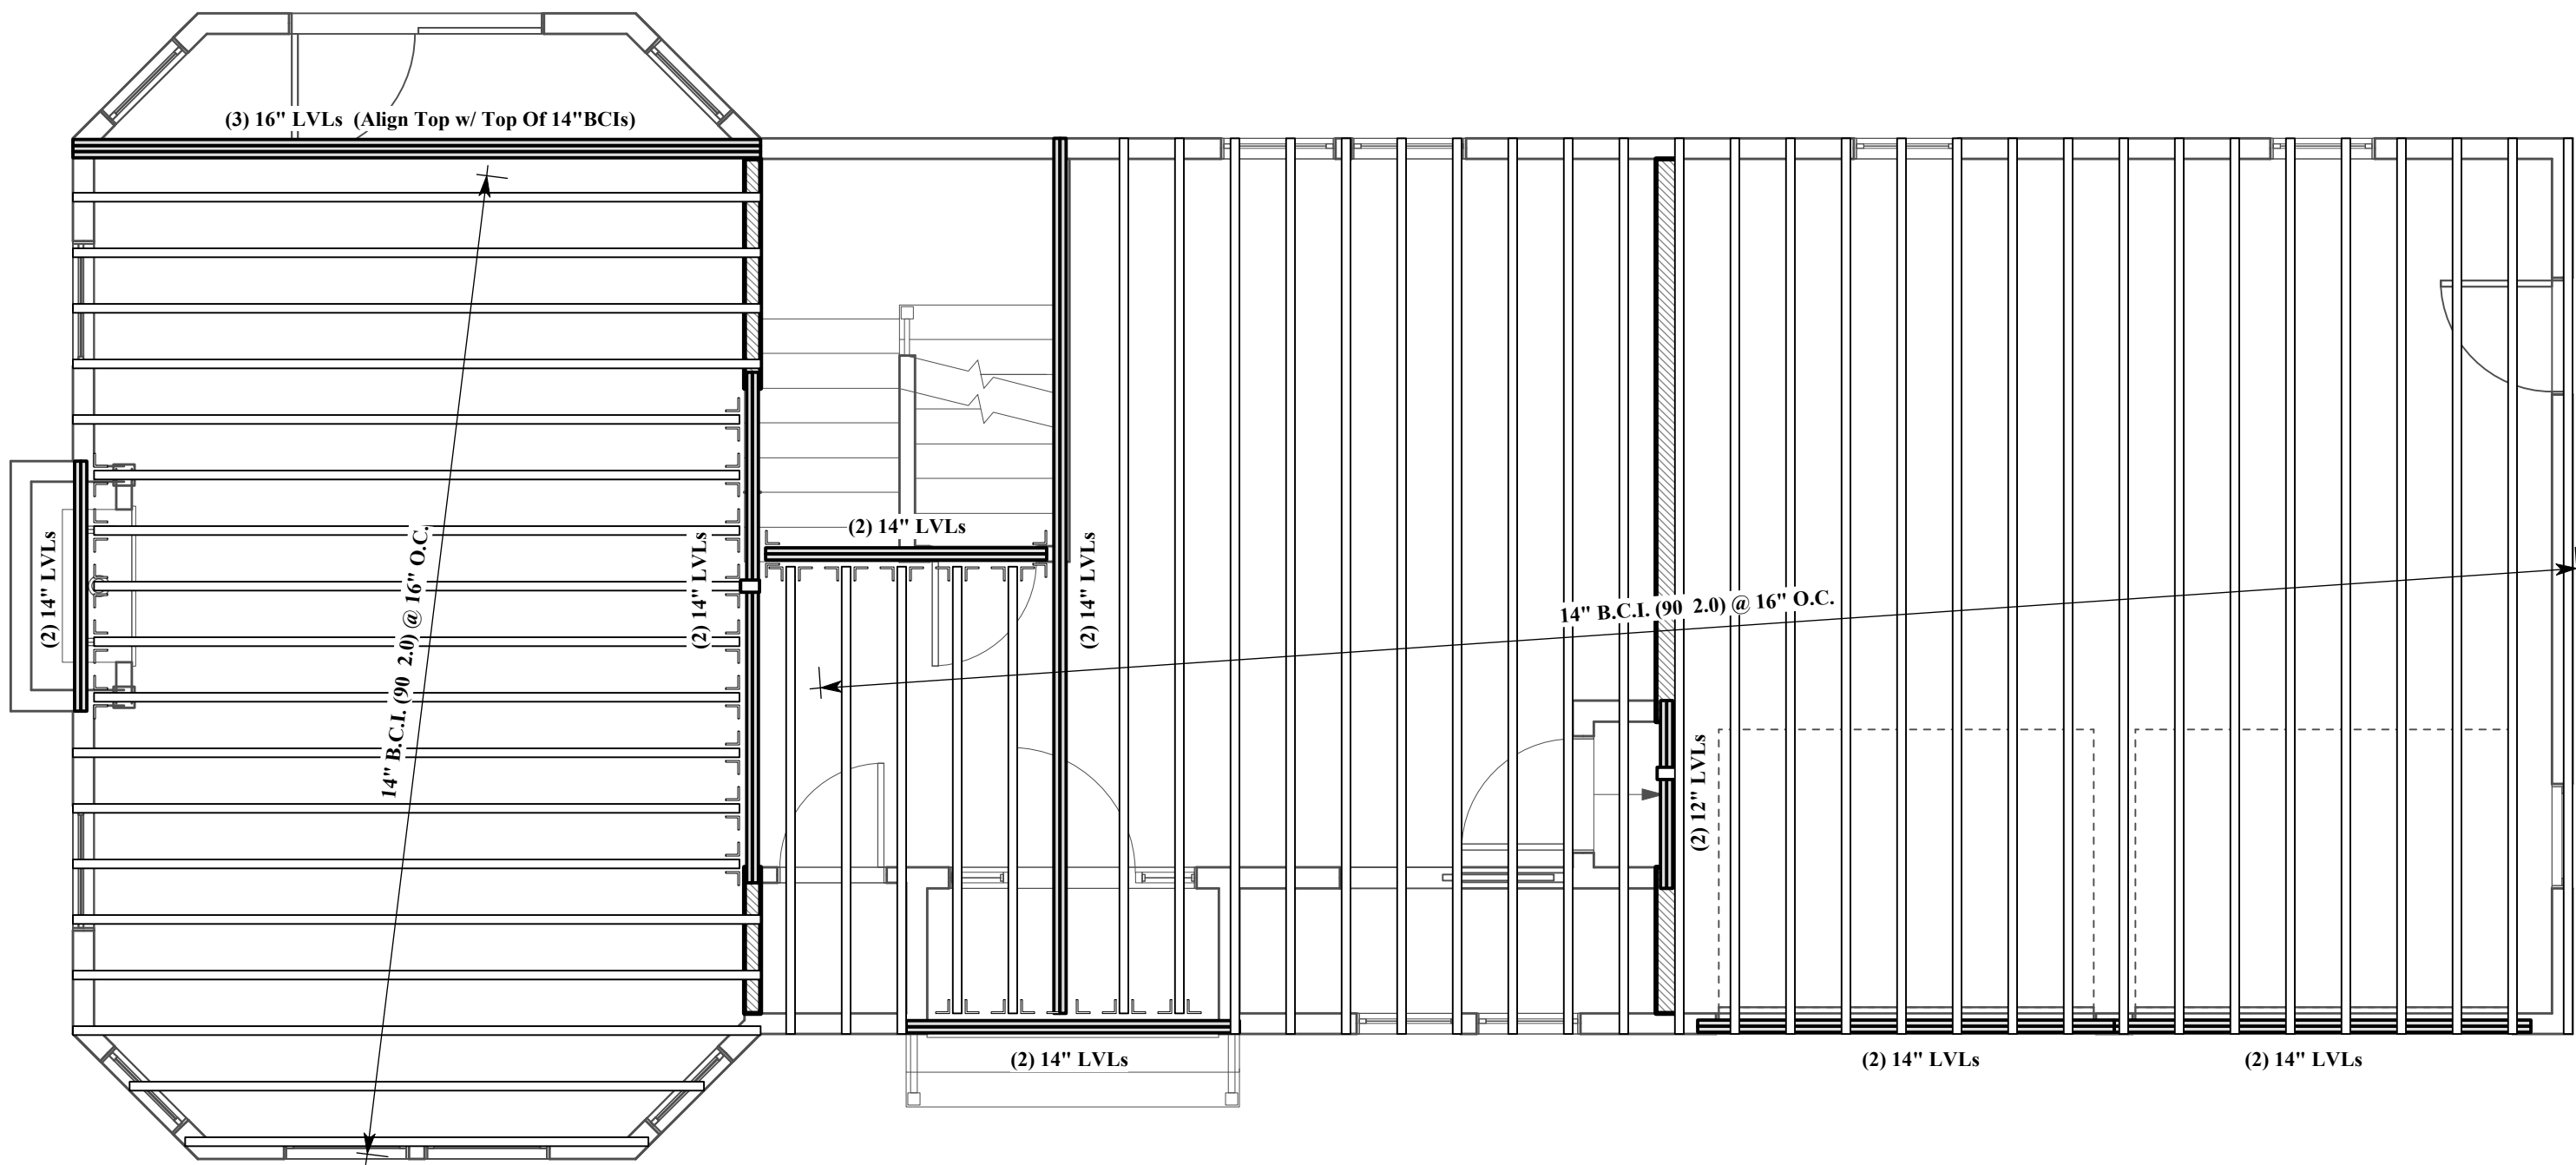 (3) 16" LVLs (Align Top w/ Top Of 14"BCIs)
(2) 14" LVLs
14" B.C.I. (90 2.0) @ 16" O.C.
(2) 14" LVLs
(2) 14" LVLs
(2) 14" LVLs
14" B.C.I. (90 2.0) @ 16" O.C.
(2) 12" LVLs
(2) 14" LVLs
(2) 14" LVLs
(2) 14" LVLs